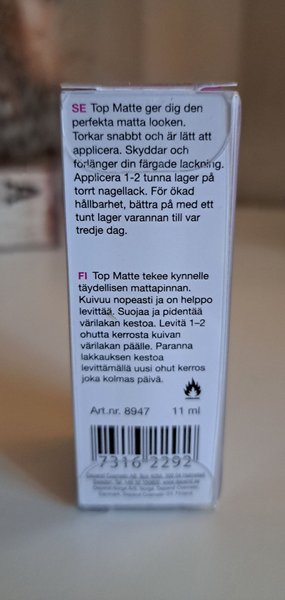 SE Top Matte ger dig den
perfekta matta looken.
Torkar snabbt och är lätt att
applicera. Skyddar och
förlänger din färgade lackning.
Applicera 1-2 tunna lager på
torrt nagellack. För ökad
hållbarhet, bättra på med ett
tunt lager varannan till var
tredje dag.
FI Top Matte tekee kynnelle
täydellisen mattapinnan.
Kuivuu nopeasti ja on helppo
levittää. Suojaa ja pidentää
värilakan kestoa. Levitä 1–2
ohutta kerrosta kuivan
värilakan päälle. Paranna
lakkauksen kestoa
levittämällä uusi ohut kerros
joka kolmas päivä.
Art.nr. 8947 11 ml
7316 2292